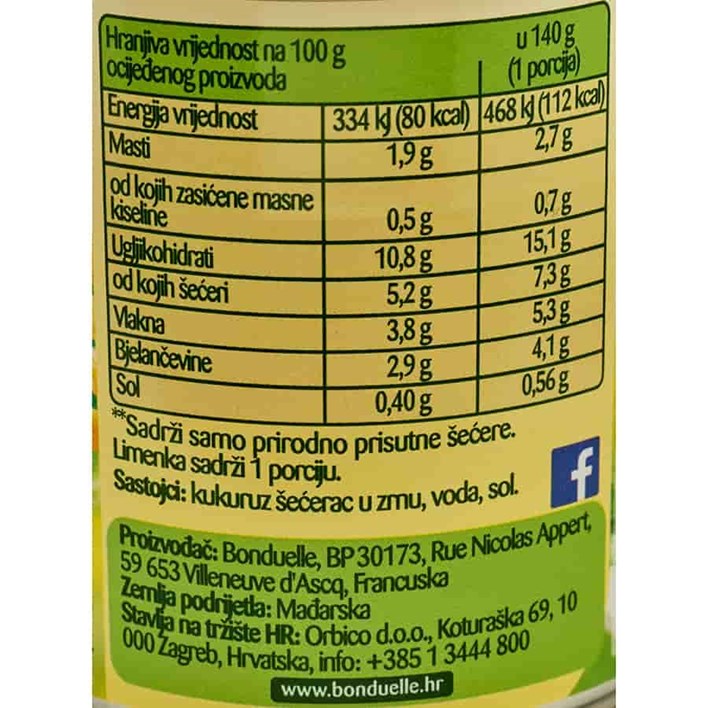 Hranjiva vrijednost na 100 g
ocijeđenog proizvoda
u 140 g
(1 porcija)
Energija vrijednost 334 kJ (80 kcal) 468 kJ (112 kcal)
Masti 1,9 g 2,7 g
od kojih zasićene masne
kiseline 0,5 g 0,7 g
Ugljikohidrati 10,8 g 15,1 g
od kojih šećeri 5,2 g 7,3 g
Vlakna 3,8 g 5,3 g
Bjelančevine 2,9 g 4,1 g
Sol 0,40 g 0,56 g
**Sadrži samo prirodno prisutne šećere.
Limenka sadrži 1 porciju.
Sastojci: kukuruz šećerac u zrnu, voda, sol.
f
Proizvođač: Bonduelle, BP 30173, Rue Nicolas Appert,
59 653 Villeneuve d'Ascq, Francuska
Zemlja podrijetla: Mađarska
Stavlja na tržište HR: Orbico d.o.o., Koturaška 69, 10
000 Zagreb, Hrvatska, info: +385 1 3444 800
www.bonduelle.hr